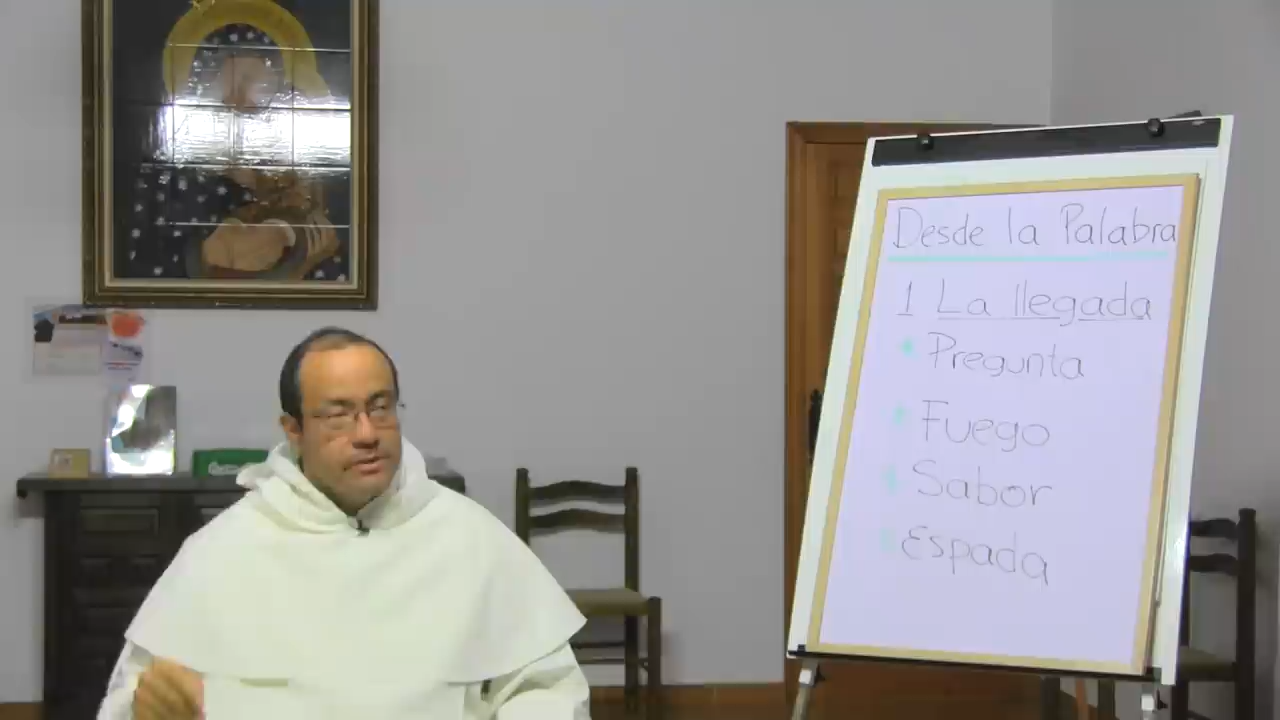 Desde la Palabra
1 La llegada
Pregunta
Fuego
Sabor
Espada